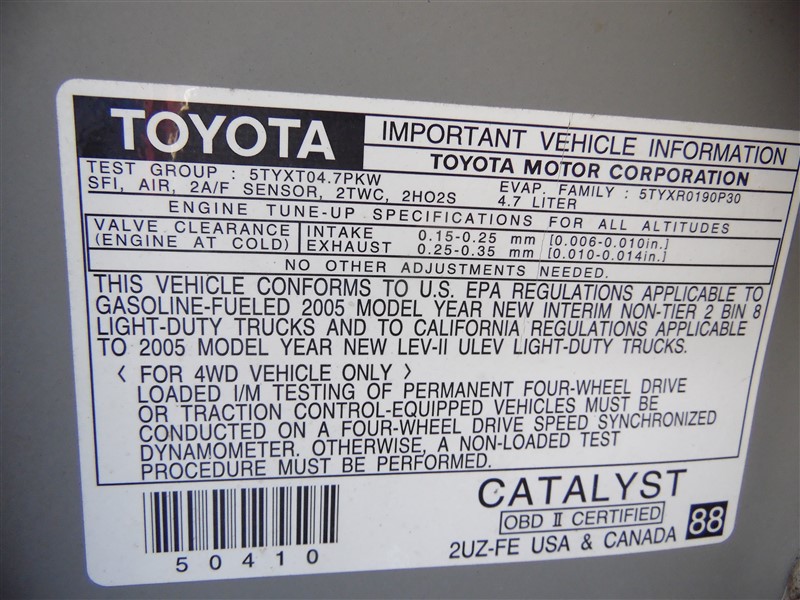 TOYOTA
IMPORTANT VEHICLE INFORMATION
TOYOTA MOTOR CORPORATION
TEST GROUP : 5TYXT04.7PKW EVAP. FAMILY : 5TYXR0190P30
SFI, AIR, 2A/F SENSOR, 2TWC, 2HO2S 4.7 LITER
ENGINE TUNE-UP SPECIFICATIONS FOR ALL ALTITUDES
VALVE CLEARANCE INTAKE 0.15-0.25 mm [0.006-0.010in.]
(ENGINE AT COLD) EXHAUST 0.25-0.35 mm [0.010-0.014in.]
NO OTHER ADJUSTMENTS NEEDED.
THIS VEHICLE CONFORMS TO U.S. EPA REGULATIONS APPLICABLE TO
GASOLINE-FUELED 2005 MODEL YEAR NEW INTERIM NON-TIER 2 BIN 8
LIGHT-DUTY TRUCKS AND TO CALIFORNIA REGULATIONS APPLICABLE
TO 2005 MODEL YEAR NEW LEV-II ULEV LIGHT-DUTY TRUCKS.
< FOR 4WD VEHICLE ONLY >
LOADED I/M TESTING OF PERMANENT FOUR-WHEEL DRIVE
OR TRACTION CONTROL-EQUIPPED VEHICLES MUST BE
CONDUCTED ON A FOUR-WHEEL DRIVE SPEED SYNCHRONIZED
DYNAMOMETER. OTHERWISE, A NON-LOADED TEST
PROCEDURE MUST BE PERFORMED.
CATALYST
OBD II CERTIFIED
88
2UZ-FE USA & CANADA
50410